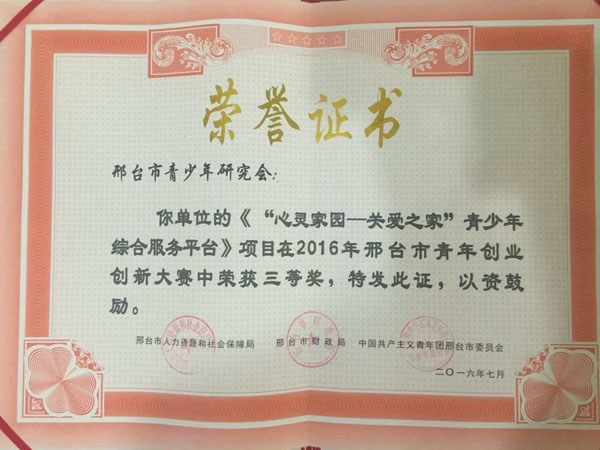 荣誉证书
邢台市青少年研究会：
你单位的《“心灵家园—关爱之家”青少年
综合服务平台》项目在2016年邢台市青年创业
创新大赛中荣获三等奖，特发此证，以资鼓
励。
邢台市人力资源和社会保障局 邢台市财政局 中国共产主义青年团邢台市委员会
二〇一六年七月